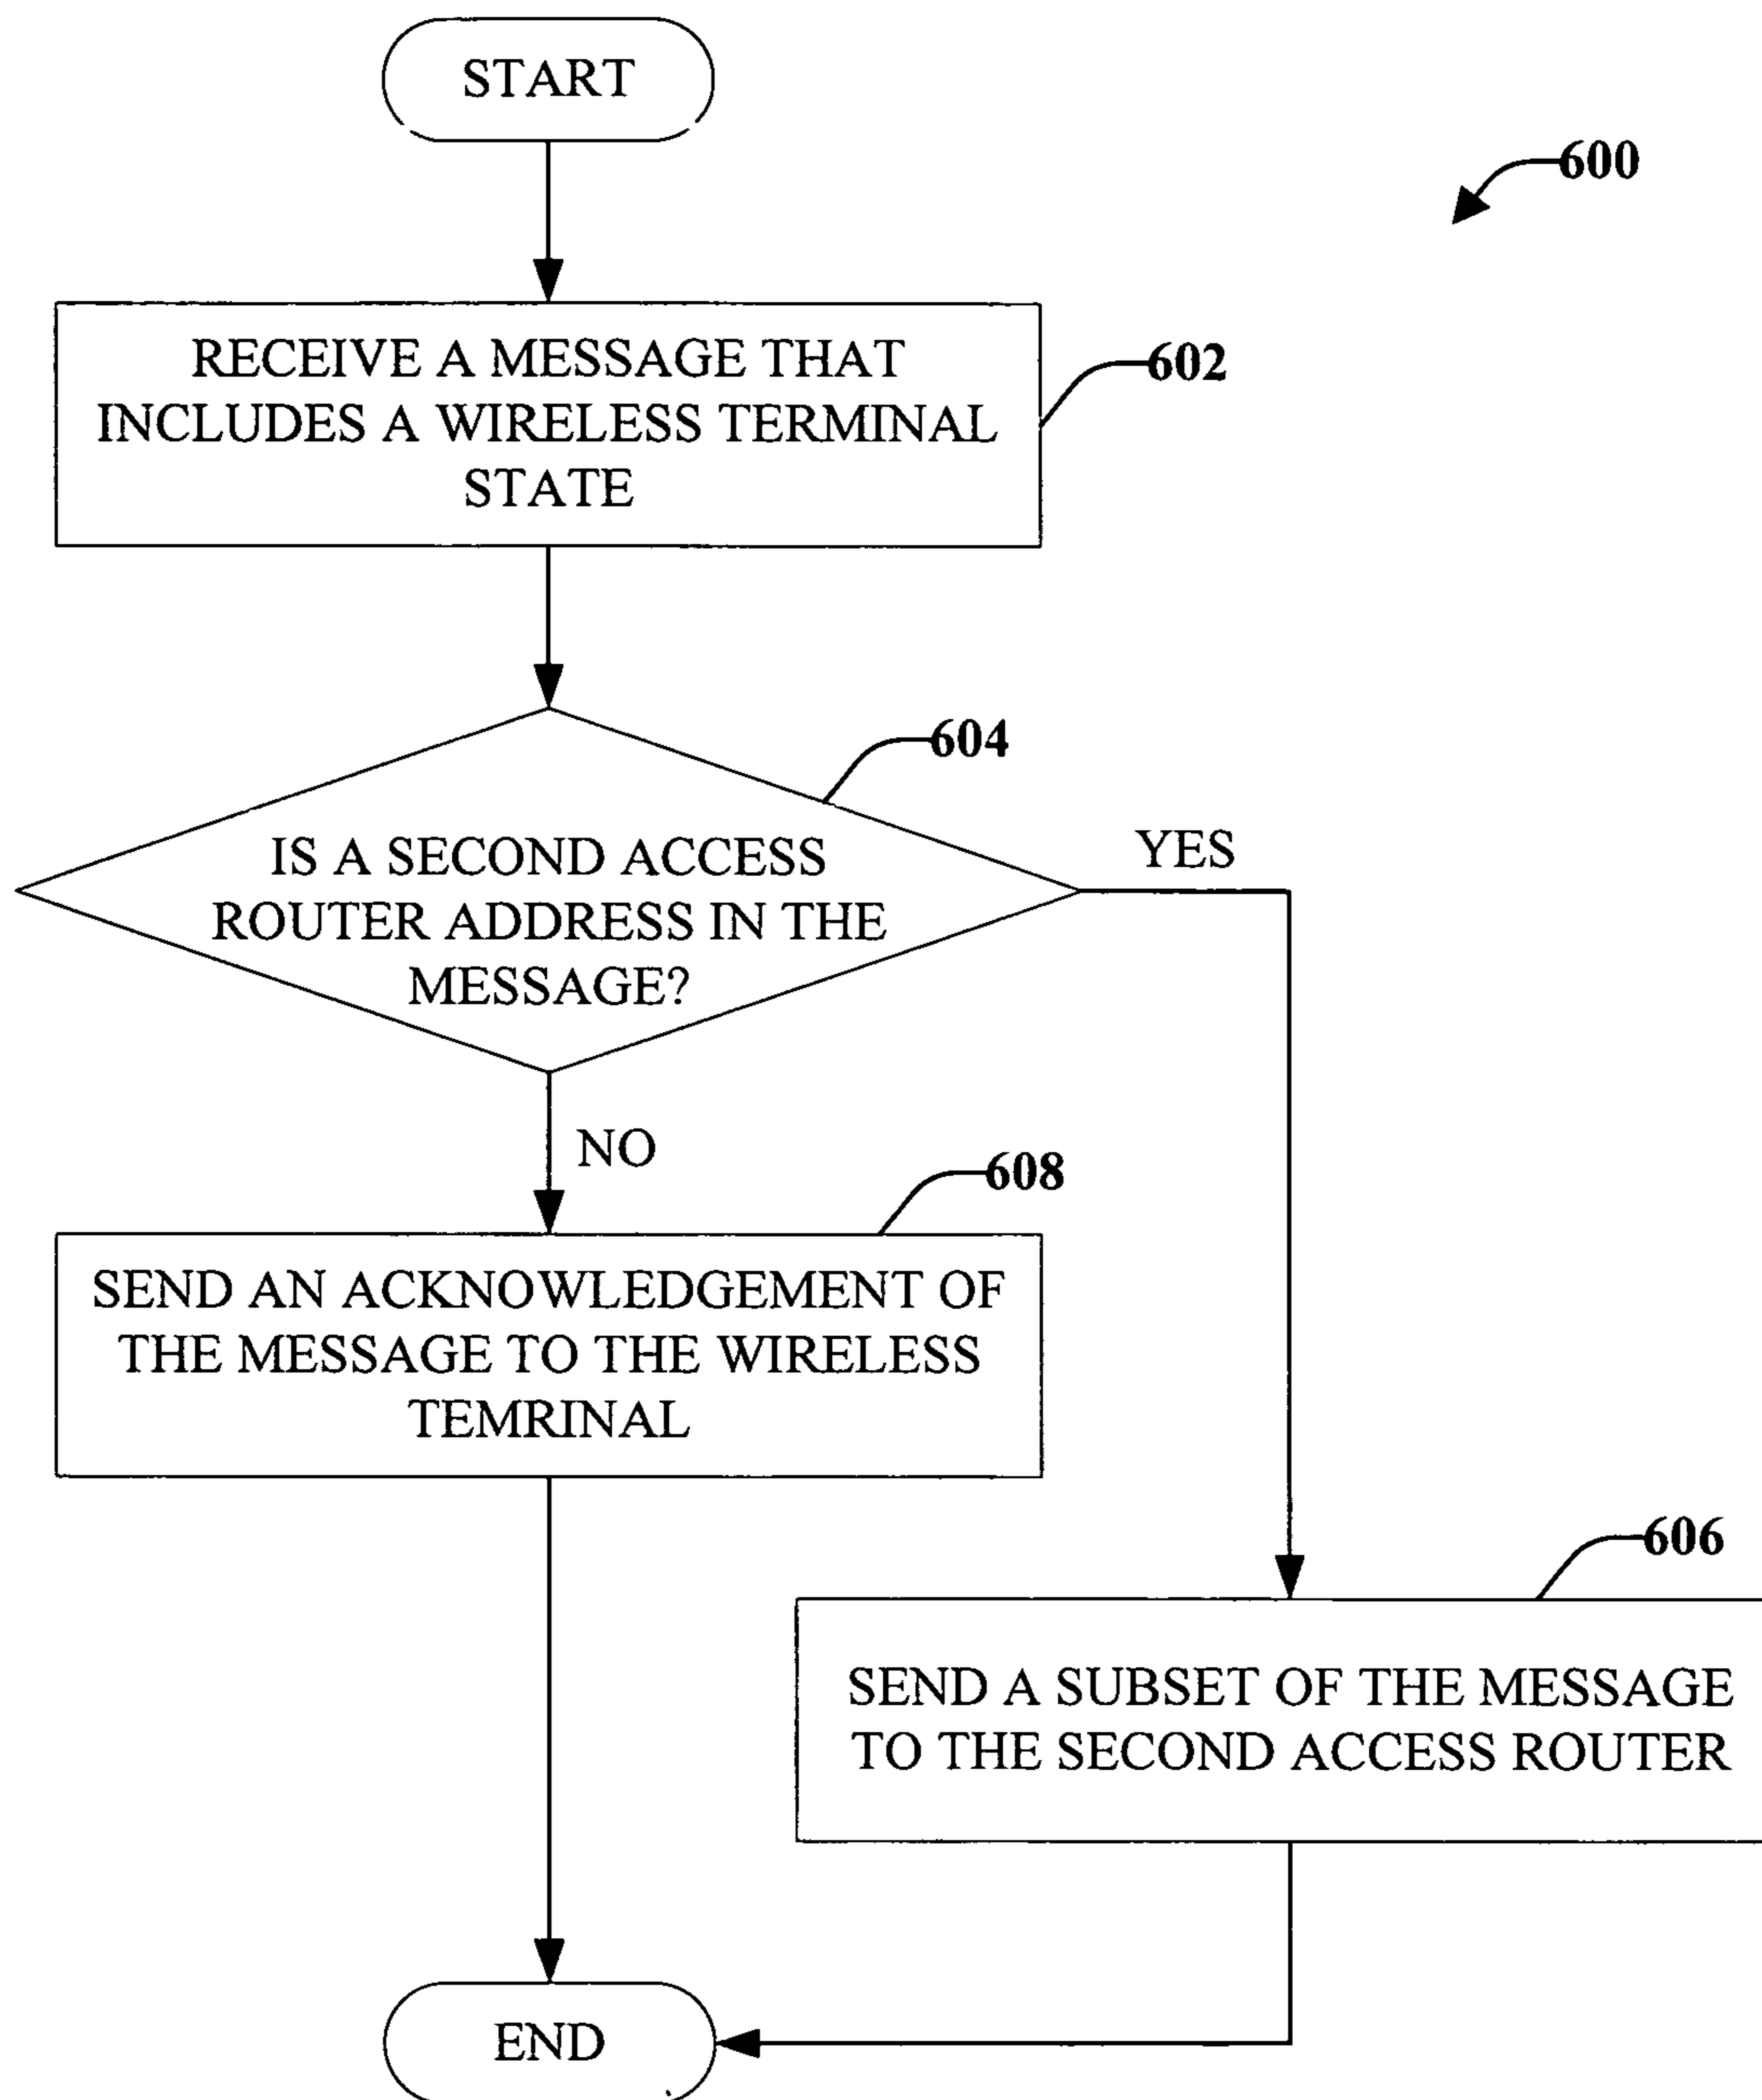 START
600
RECEIVE A MESSAGE THAT
INCLUDES A WIRELESS TERMINAL
STATE
602
604
IS A SECOND ACCESS
ROUTER ADDRESS IN THE
MESSAGE?
YES
NO
608
SEND AN ACKNOWLEDGEMENT OF
THE MESSAGE TO THE WIRELESS
TEMRINAL
606
SEND A SUBSET OF THE MESSAGE
TO THE SECOND ACCESS ROUTER
END